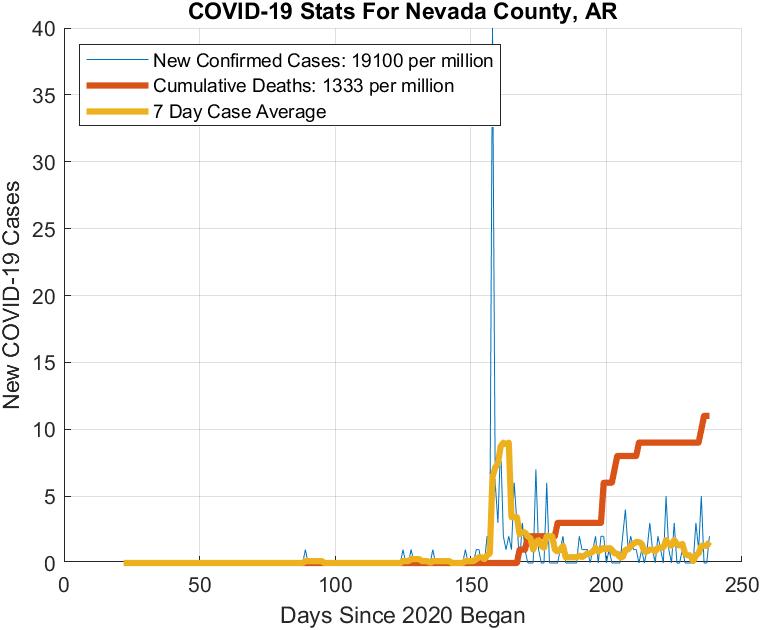 COVID-19 Stats For Nevada County, AR
New Confirmed Cases: 19100 per million
Cumulative Deaths: 1333 per million
7 Day Case Average
New COVID-19 Cases
40
35
30
25
20
15
10
5
0
0 50 100 150 200 250
Days Since 2020 Began